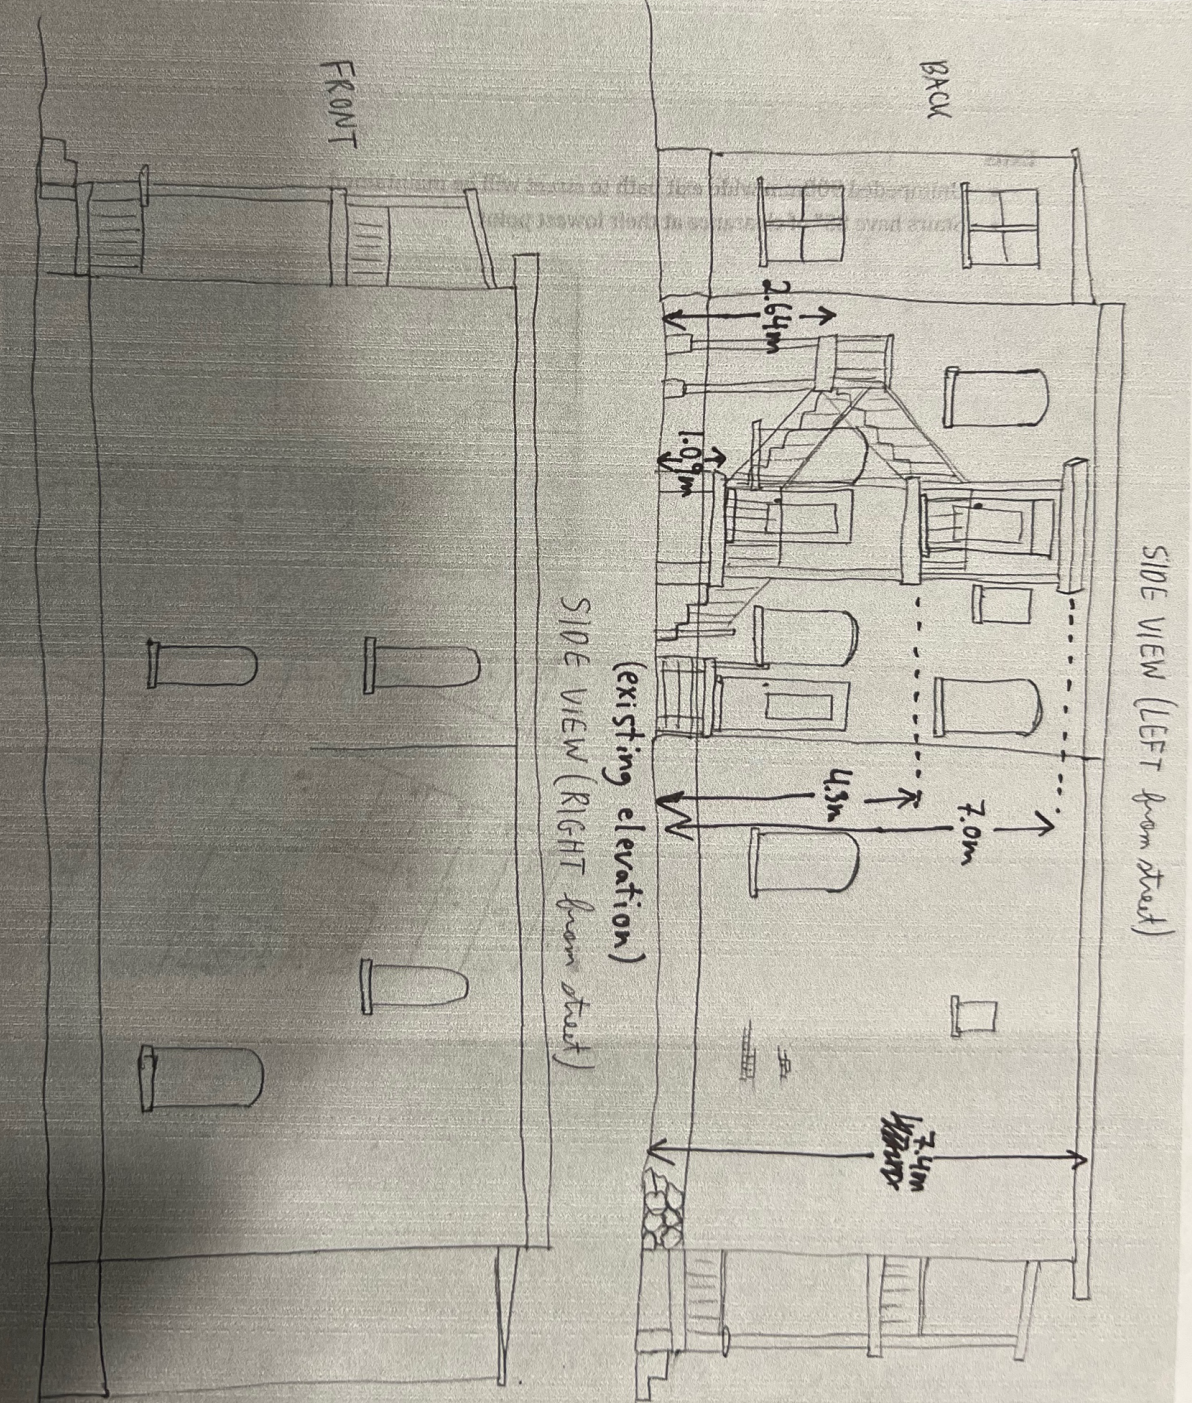 SIDE VIEW (LEFT from street)
BACK
7.0m
7.4m
4.3m
2.64m
1.09m
(existing elevation)
SIDE VIEW (RIGHT from street)
FRONT